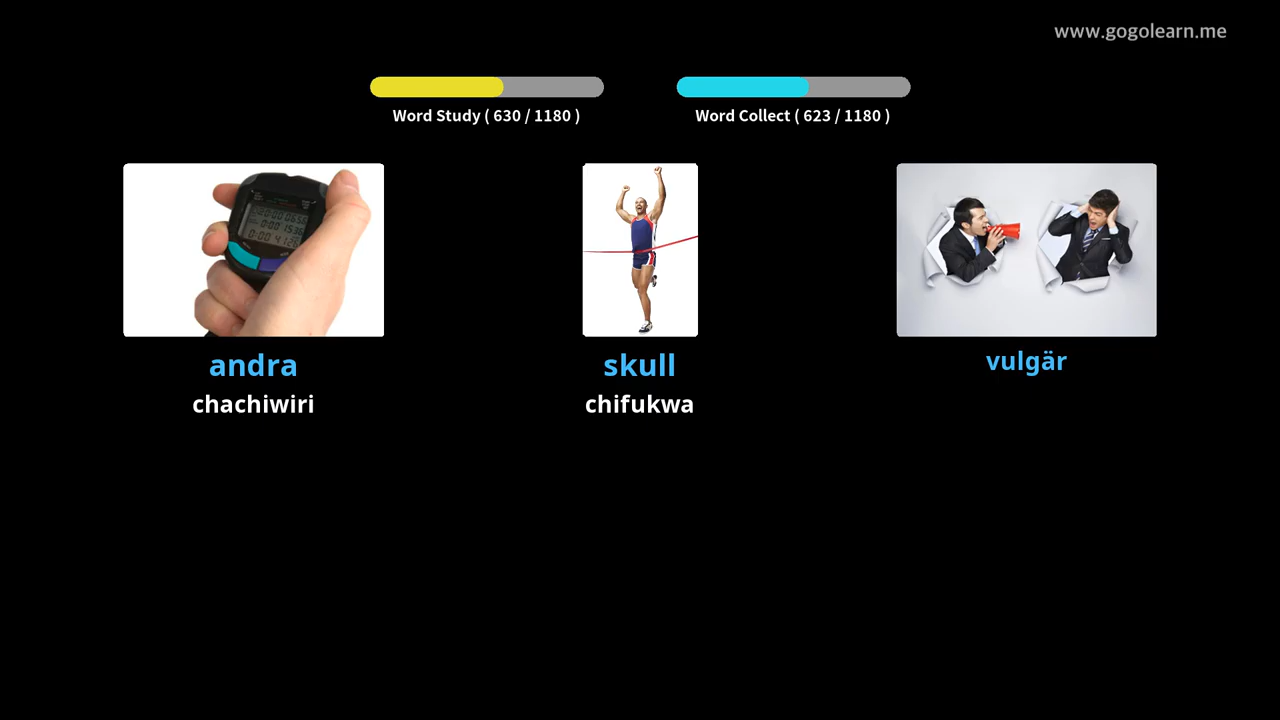 www.gogolearn.me
Word Study ( 630 / 1180 )
Word Collect ( 623 / 1180 )
andra
skull
vulgär
chachiwiri
chifukwa